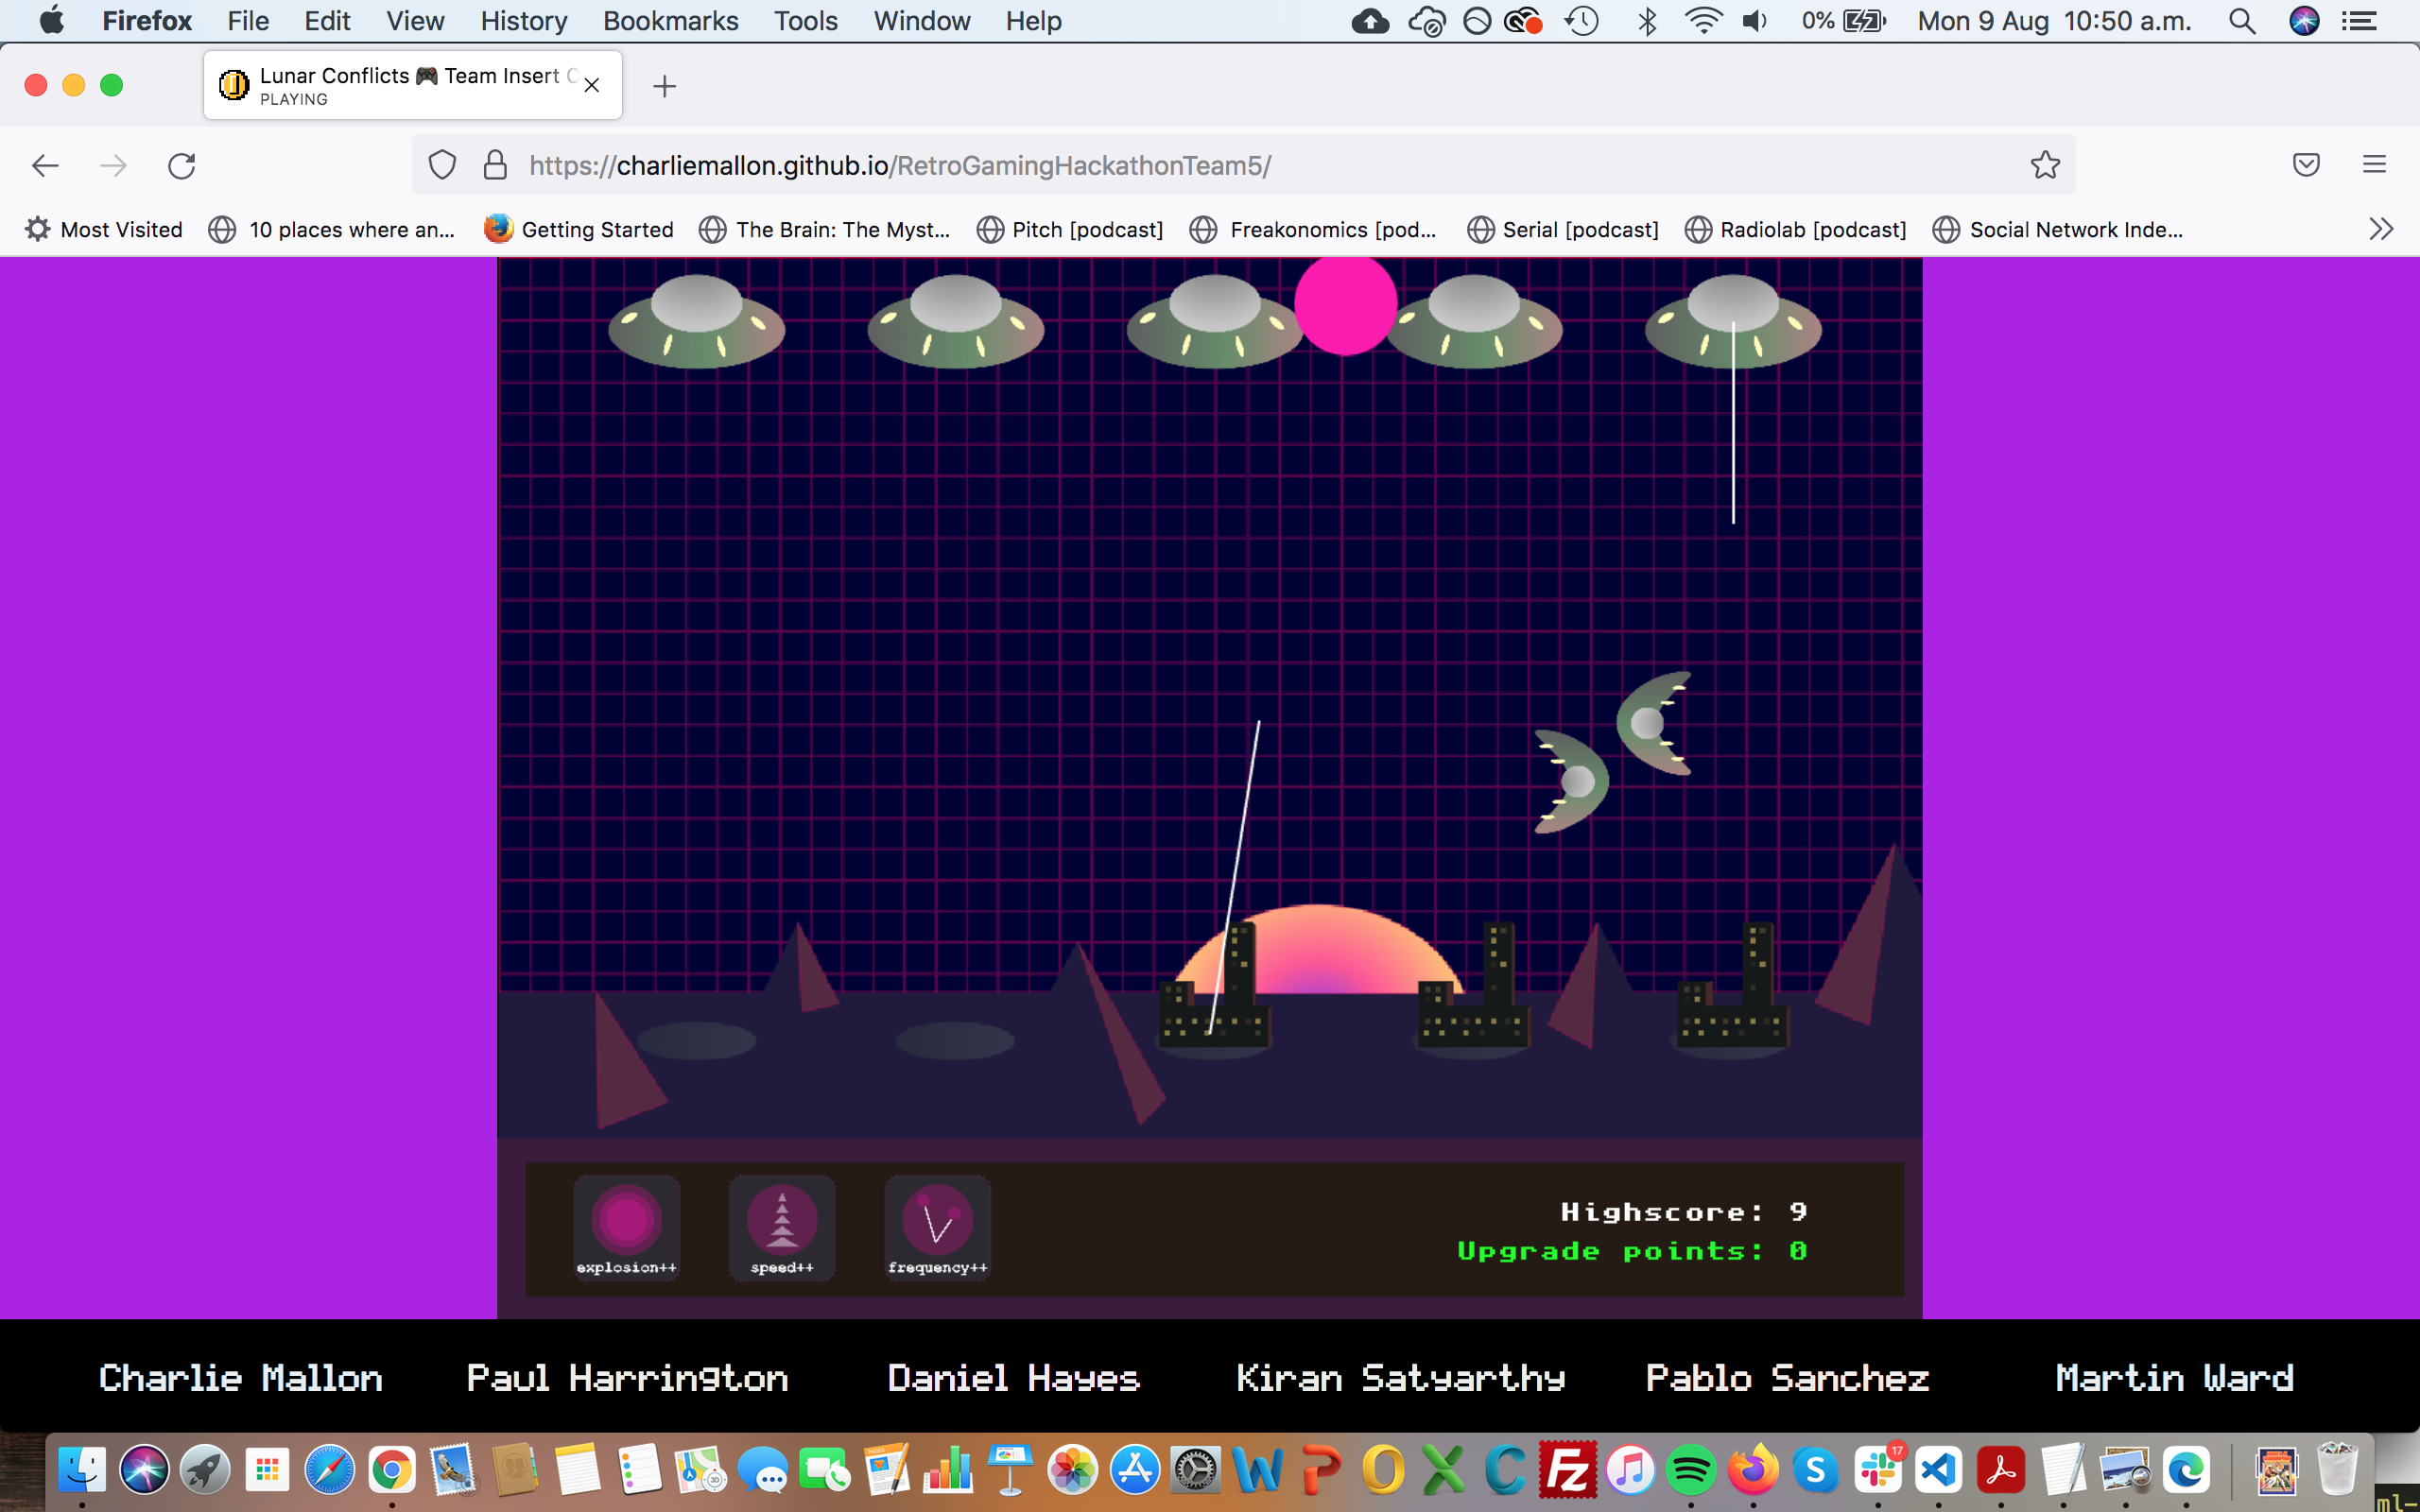 Firefox File Edit View History Bookmarks Tools Window Help 0% Mon 9 Aug 10:50 a.m.
Lunar Conflicts 🎮 Team Insert C
PLAYING
https://charliemallon.github.io/RetroGamingHackathonTeam5/
Most Visited 10 places where an... Getting Started The Brain: The Myst... Pitch [podcast] Freakonomics [pod... Serial [podcast] Radiolab [podcast] Social Network Inde...
Highscore: 9
Upgrade points: 0
explosion++ speed++ frequency++
Charlie Mallon Paul Harrington Daniel Hayes Kiran Satyarthy Pablo Sanchez Martin Ward
17